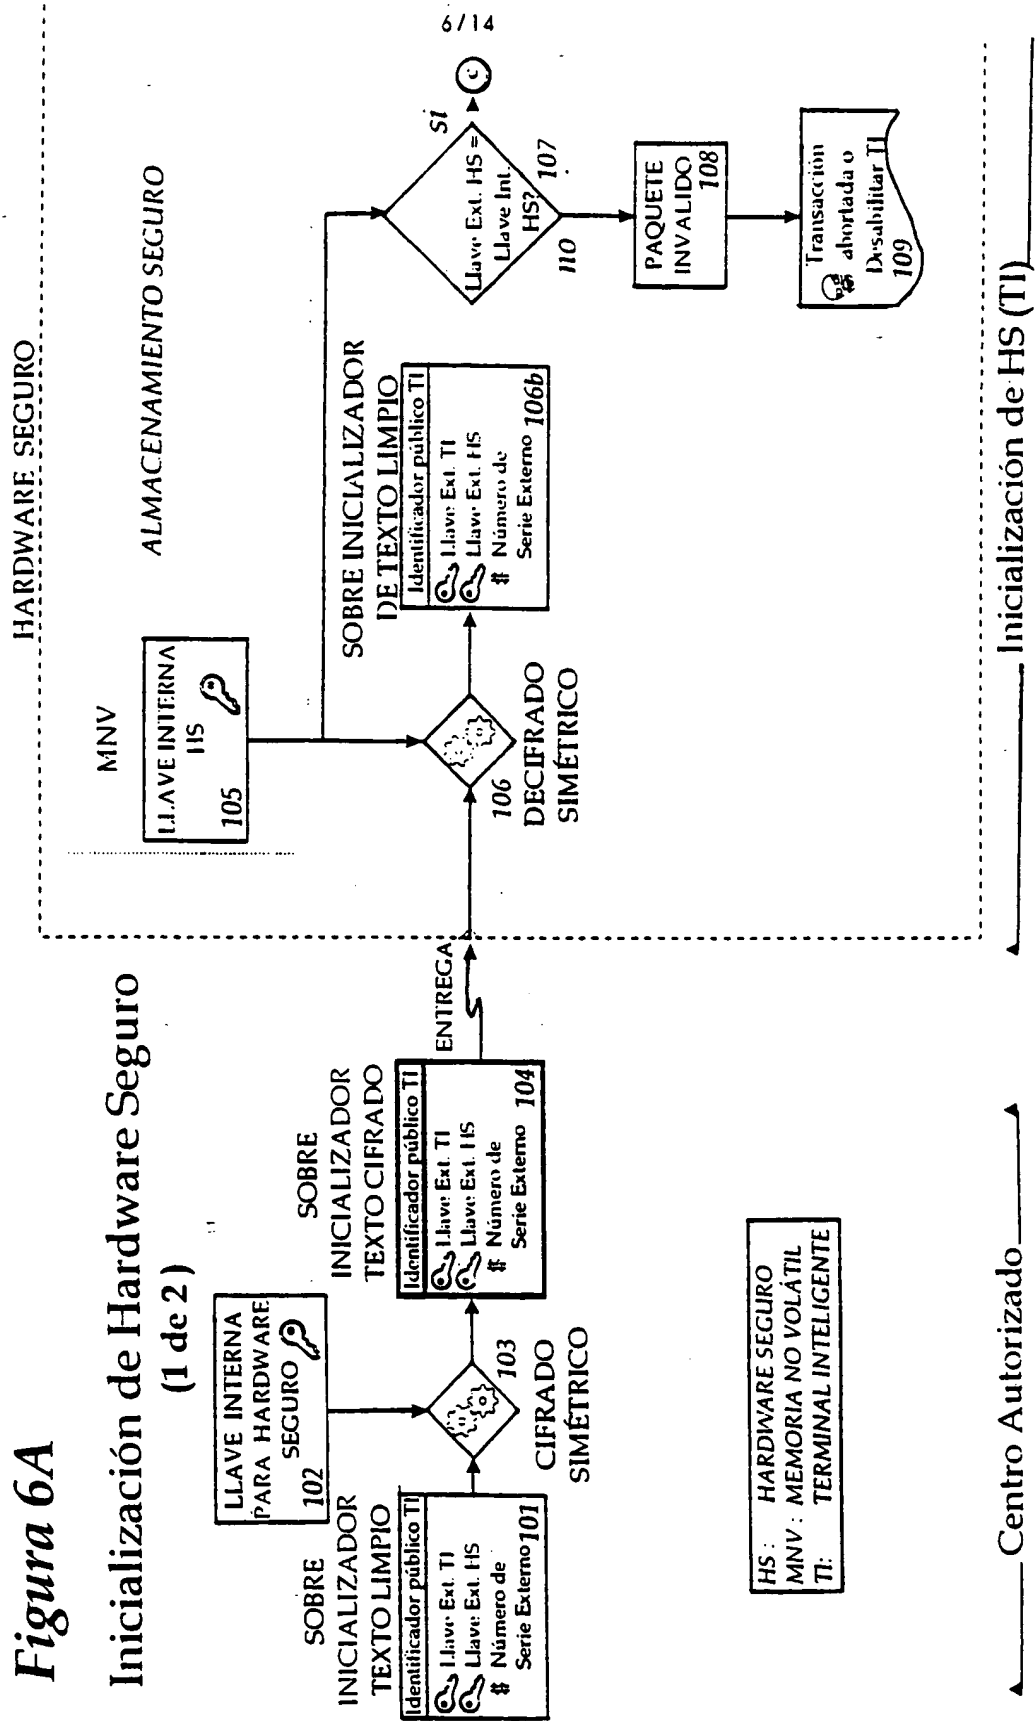 6/14
Figura 6A
Inicialización de Hardware Seguro
(1 de 2)
SOBRE
INICIALIZADOR
TEXTO LIMPIO
Identificador público TI
Llave Ext. TI
Llave Ext. HS
# Número de
Serie Externo 101
LLAVE INTERNA
PARA HARDWARE
SEGURO
102
103
CIFRADO
SIMÉTRICO
SOBRE
INICIALIZADOR
TEXTO CIFRADO
Identificador público TI
Llave Ext. TI
Llave Ext. HS
# Número de
Serie Externo 104
ENTREGA
HARDWARE SEGURO
MNV
ALMACENAMIENTO SEGURO
LLAVE INTERNA
HS
105
106
DECIFRADO
SIMÉTRICO
SOBRE INICIALIZADOR
DE TEXTO LIMPIO
Identificador público TI
Llave Ext. TI
Llave Ext. HS
# Número de
Serie Externo 106b
Llave Ext. HS =
Llave Int.
HS?
107
SI
C
110
PAQUETE
INVALIDO
108
Transacción
abortada o
Desabilitar TI
109
HS : HARDWARE SEGURO
MNV : MEMORIA NO VOLÁTIL
TI: TERMINAL INTELIGENTE
Centro Autorizado
Inicialización de HS (TI)